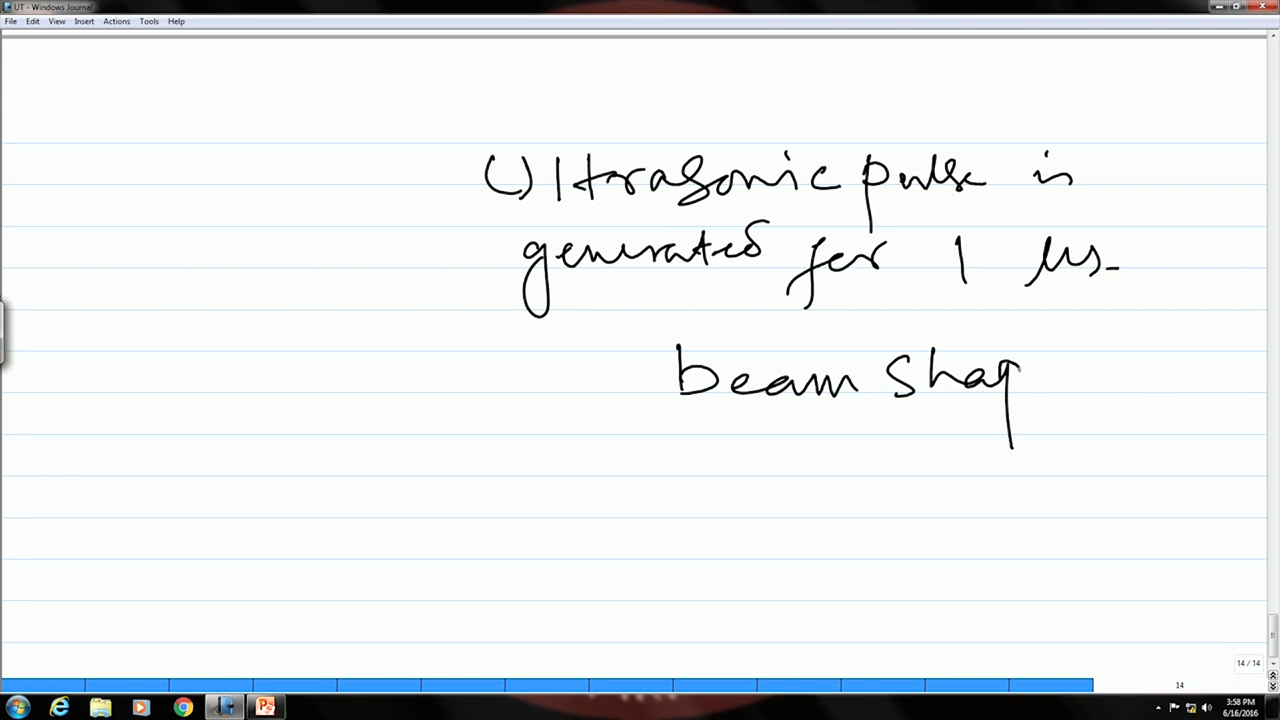 UT - Windows Journal
File Edit View Insert Actions Tools Help
Ultrasonic pulse is
generated for 1 μs.
beam shap
14 / 14
14
3:58 PM
6/16/2016